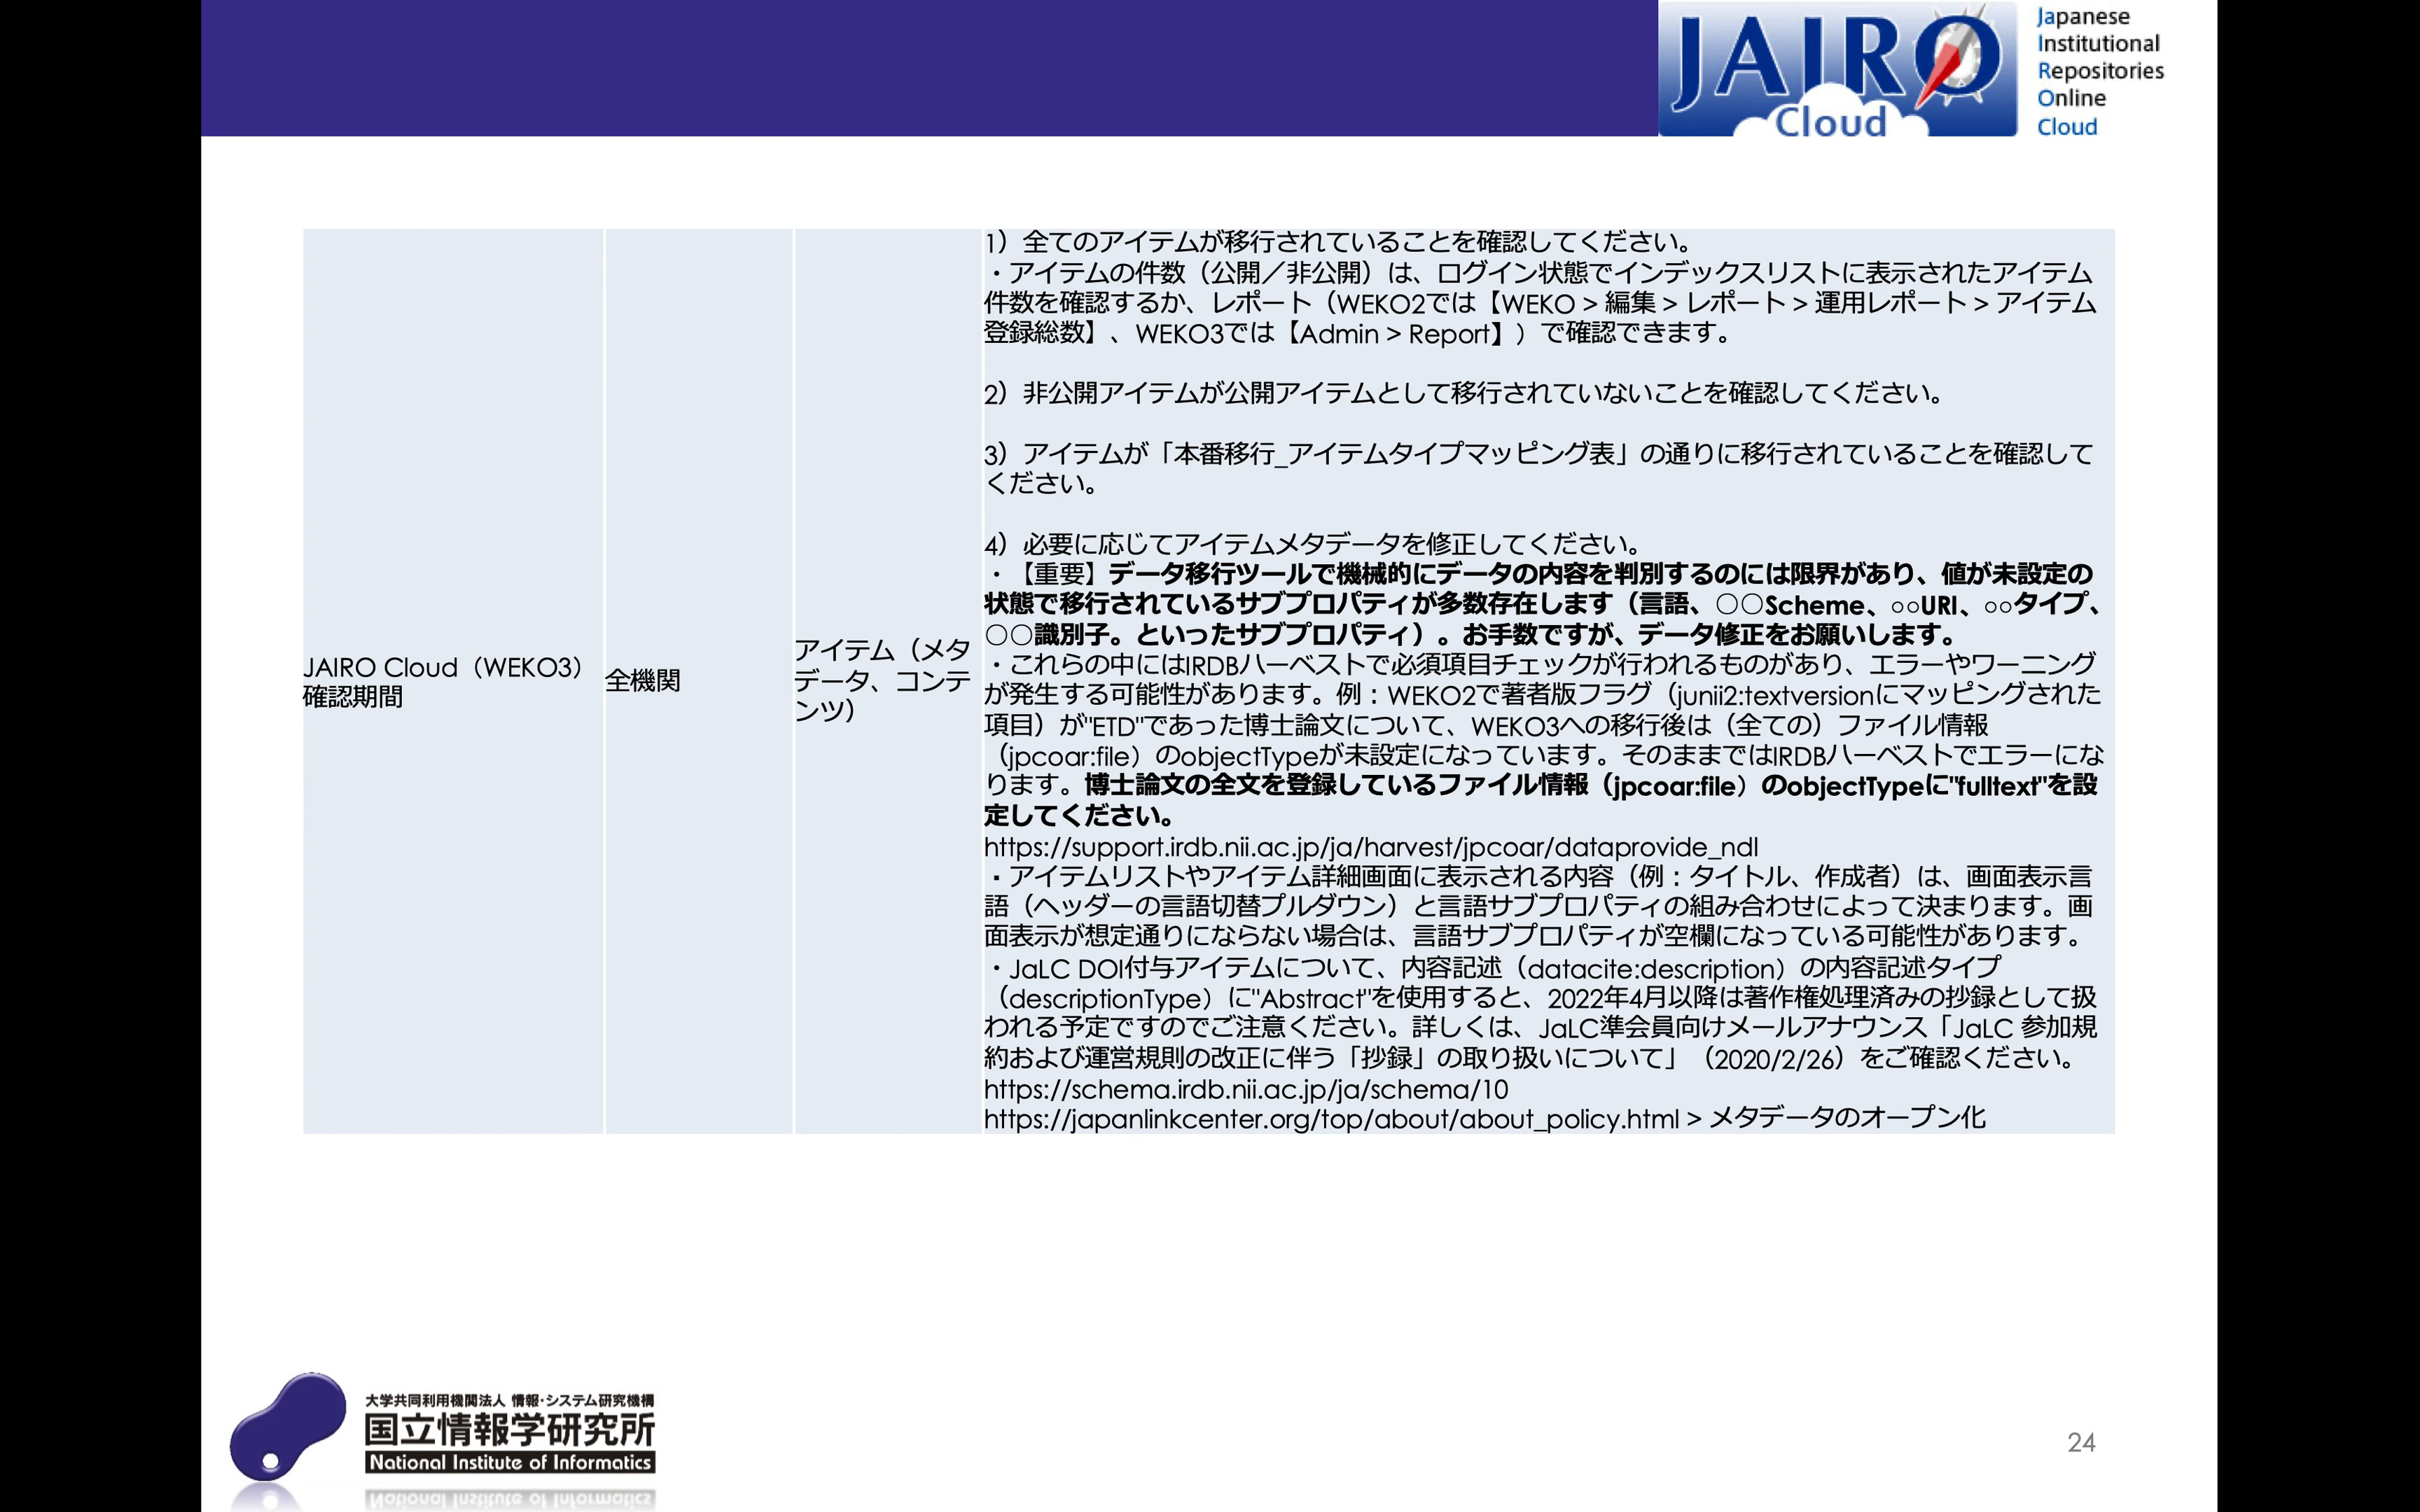 JAIRO
Cloud
Japanese
Institutional
Repositories
Online
Cloud
JAIRO Cloud（WEKO3）
確認期間
全機関
アイテム（メタ
データ、コンテ
ンツ）
1）全てのアイテムが移行されていることを確認してください。
・アイテムの件数（公開／非公開）は、ログイン状態でインデックスリストに表示されたアイテム
件数を確認するか、レポート（WEKO2では【WEKO > 編集 > レポート > 運用レポート > アイテム
登録総数】、WEKO3では【Admin > Report】）で確認できます。
2）非公開アイテムが公開アイテムとして移行されていないことを確認してください。
3）アイテムが「本番移行_アイテムタイプマッピング表」の通りに移行されていることを確認して
ください。
4）必要に応じてアイテムメタデータを修正してください。
・【重要】データ移行ツールで機械的にデータの内容を判別するのには限界があり、値が未設定の
状態で移行されているサブプロパティが多数存在します（言語、〇〇Scheme、○○URI、○○タイプ、
〇〇識別子。といったサブプロパティ）。お手数ですが、データ修正をお願いします。
・これらの中にはIRDBハーベストで必須項目チェックが行われるものがあり、エラーやワーニング
が発生する可能性があります。例：WEKO2で著者版フラグ（junii2:textversionにマッピングされた
項目）が"ETD"であった博士論文について、WEKO3への移行後は（全ての）ファイル情報
（jpcoar:file）のobjectTypeが未設定になっています。そのままではIRDBハーベストでエラーにな
ります。博士論文の全文を登録しているファイル情報（jpcoar:file）のobjectTypeに"fulltext"を設
定してください。
https://support.irdb.nii.ac.jp/ja/harvest/jpcoar/dataprovide_ndl
・アイテムリストやアイテム詳細画面に表示される内容（例：タイトル、作成者）は、画面表示言
語（ヘッダーの言語切替プルダウン）と言語サブプロパティの組み合わせによって決まります。画
面表示が想定通りにならない場合は、言語サブプロパティが空欄になっている可能性があります。
・JaLC DOI付与アイテムについて、内容記述（datacite:description）の内容記述タイプ
（descriptionType）に"Abstract"を使用すると、2022年4月以降は著作権処理済みの抄録として扱
われる予定ですのでご注意ください。詳しくは、JaLC準会員向けメールアナウンス「JaLC 参加規
約および運営規則の改正に伴う「抄録」の取り扱いについて」（2020/2/26）をご確認ください。
https://schema.irdb.nii.ac.jp/ja/schema/10
https://japanlinkcenter.org/top/about/about_policy.html > メタデータのオープン化
大学共同利用機関法人 情報・システム研究機構
国立情報学研究所
National Institute of Informatics
24